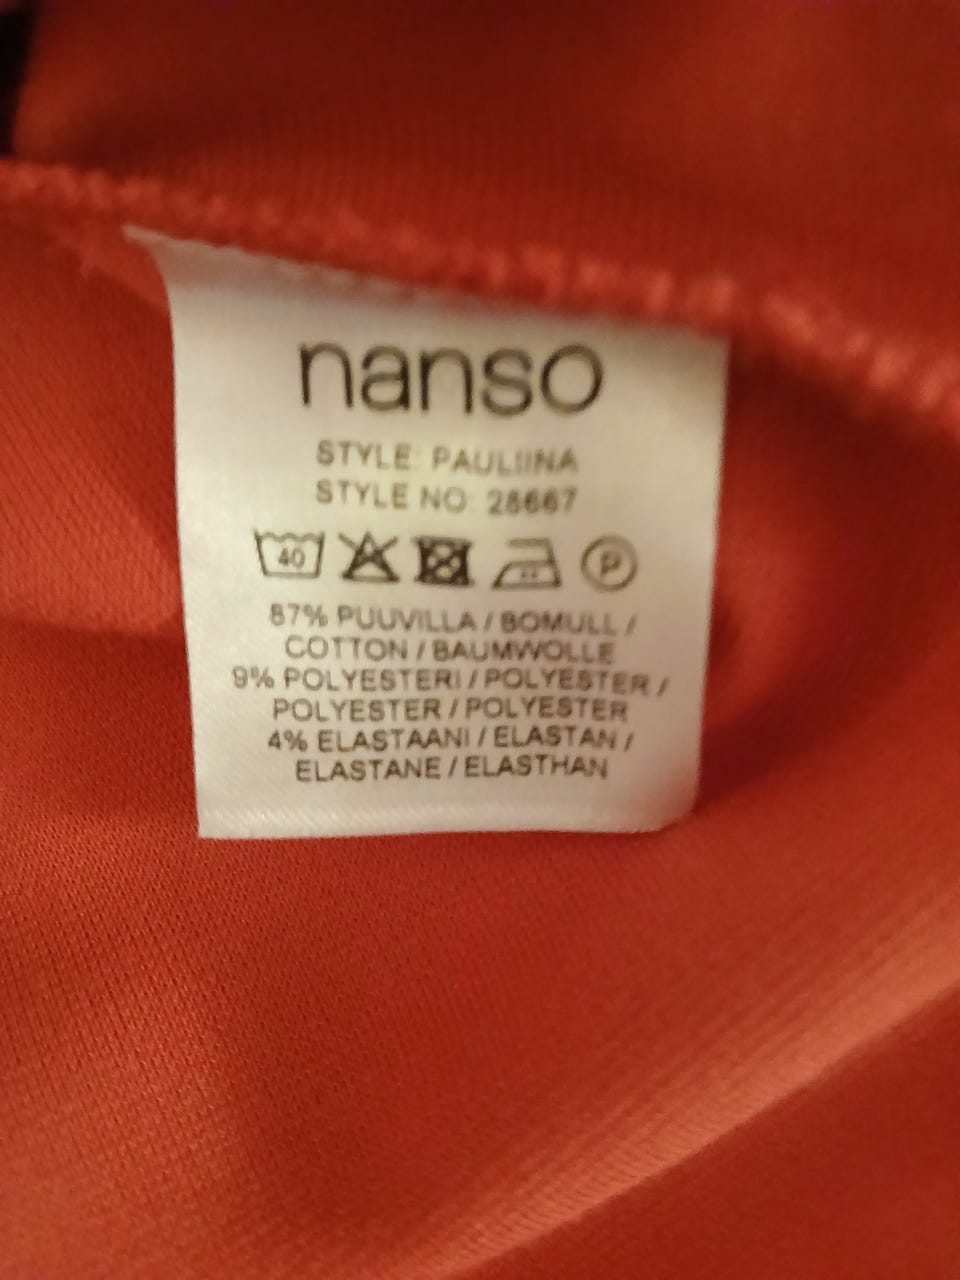 nanso
STYLE: PAULIINA
STYLE NO: 28667
40 P
87% PUUVILLA / BOMULL /
COTTON / BAUMWOLLE
9% POLYESTERI / POLYESTER /
POLYESTER / POLYESTER
4% ELASTAANI / ELASTAN /
ELASTANE / ELASTHAN